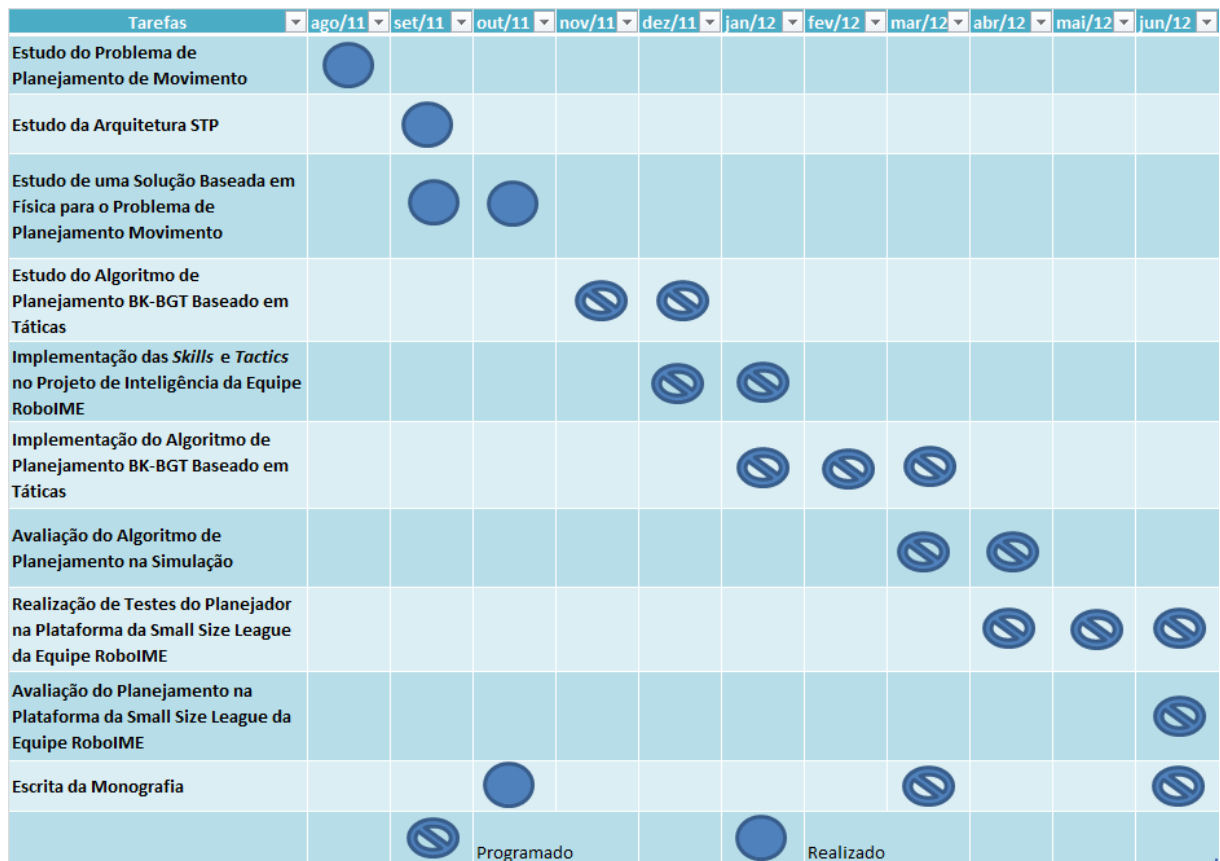 Tarefas ago/11 set/11 out/11 nov/11 dez/11 jan/12 fev/12 mar/12 abr/12 mai/12 jun/12
Estudo do Problema de
Planejamento de Movimento
Estudo da Arquitetura STP
Estudo de uma Solução Baseada em
Física para o Problema de
Planejamento Movimento
Estudo do Algoritmo de
Planejamento BK-BGT Baseado em
Táticas
Implementação das Skills e Tactics
no Projeto de Inteligência da Equipe
RoboIME
Implementação do Algoritmo de
Planejamento BK-BGT Baseado em
Táticas
Avaliação do Algoritmo de
Planejamento na Simulação
Realização de Testes do Planejador
na Plataforma da Small Size League
da Equipe RoboIME
Avaliação do Planejamento na
Plataforma da Small Size League da
Equipe RoboIME
Escrita da Monografia
Programado Realizado